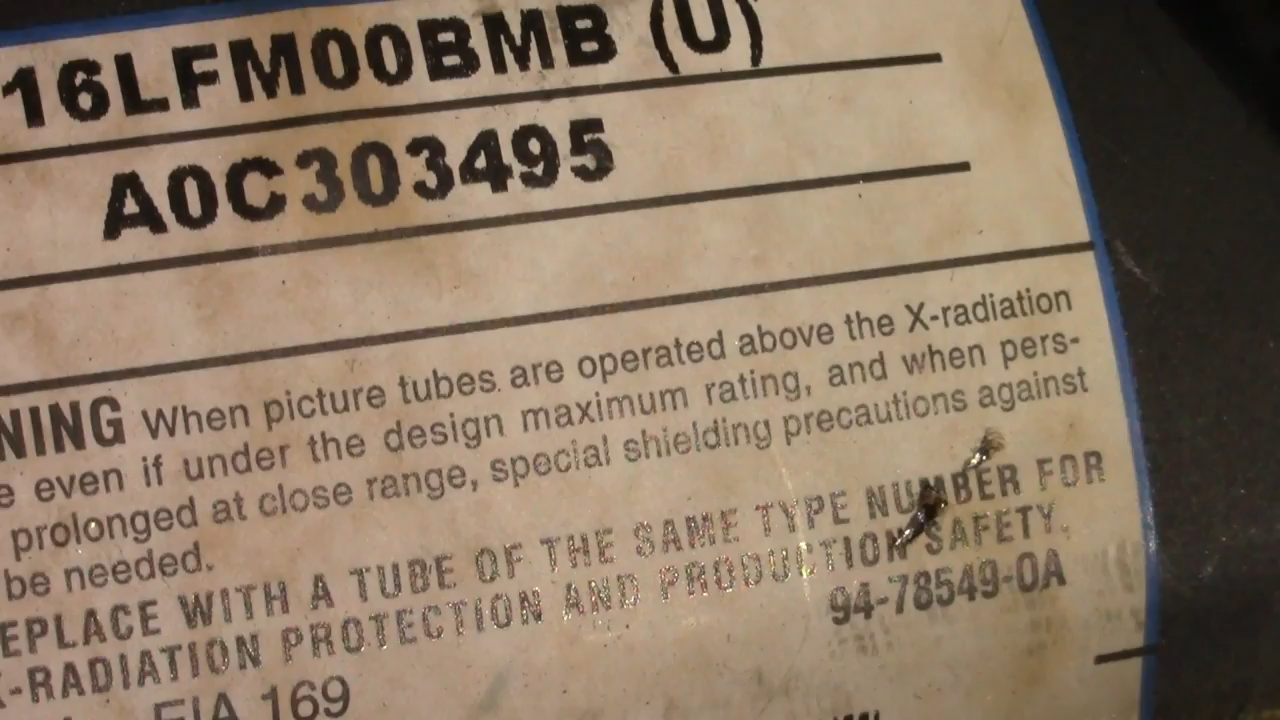 16LFM00BMB (U)
A0C303495
NING When picture tubes are operated above the X-radiation
e even if under the design maximum rating, and when pers-
prolonged at close range, special shielding precautions against
be needed.
EPLACE WITH A TUBE OF THE SAME TYPE NUMBER FOR
X-RADIATION PROTECTION AND PRODUCTION SAFETY.
94-78549-0A
EIA 169